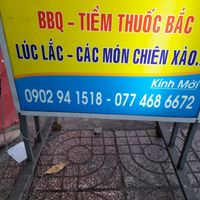 BBQ - TIỀM THUỐC BẮC
LÚC LẮC - CÁC MÓN CHIÊN XÀO...
Kính Mời
0902 94 1518 - 077 468 6672